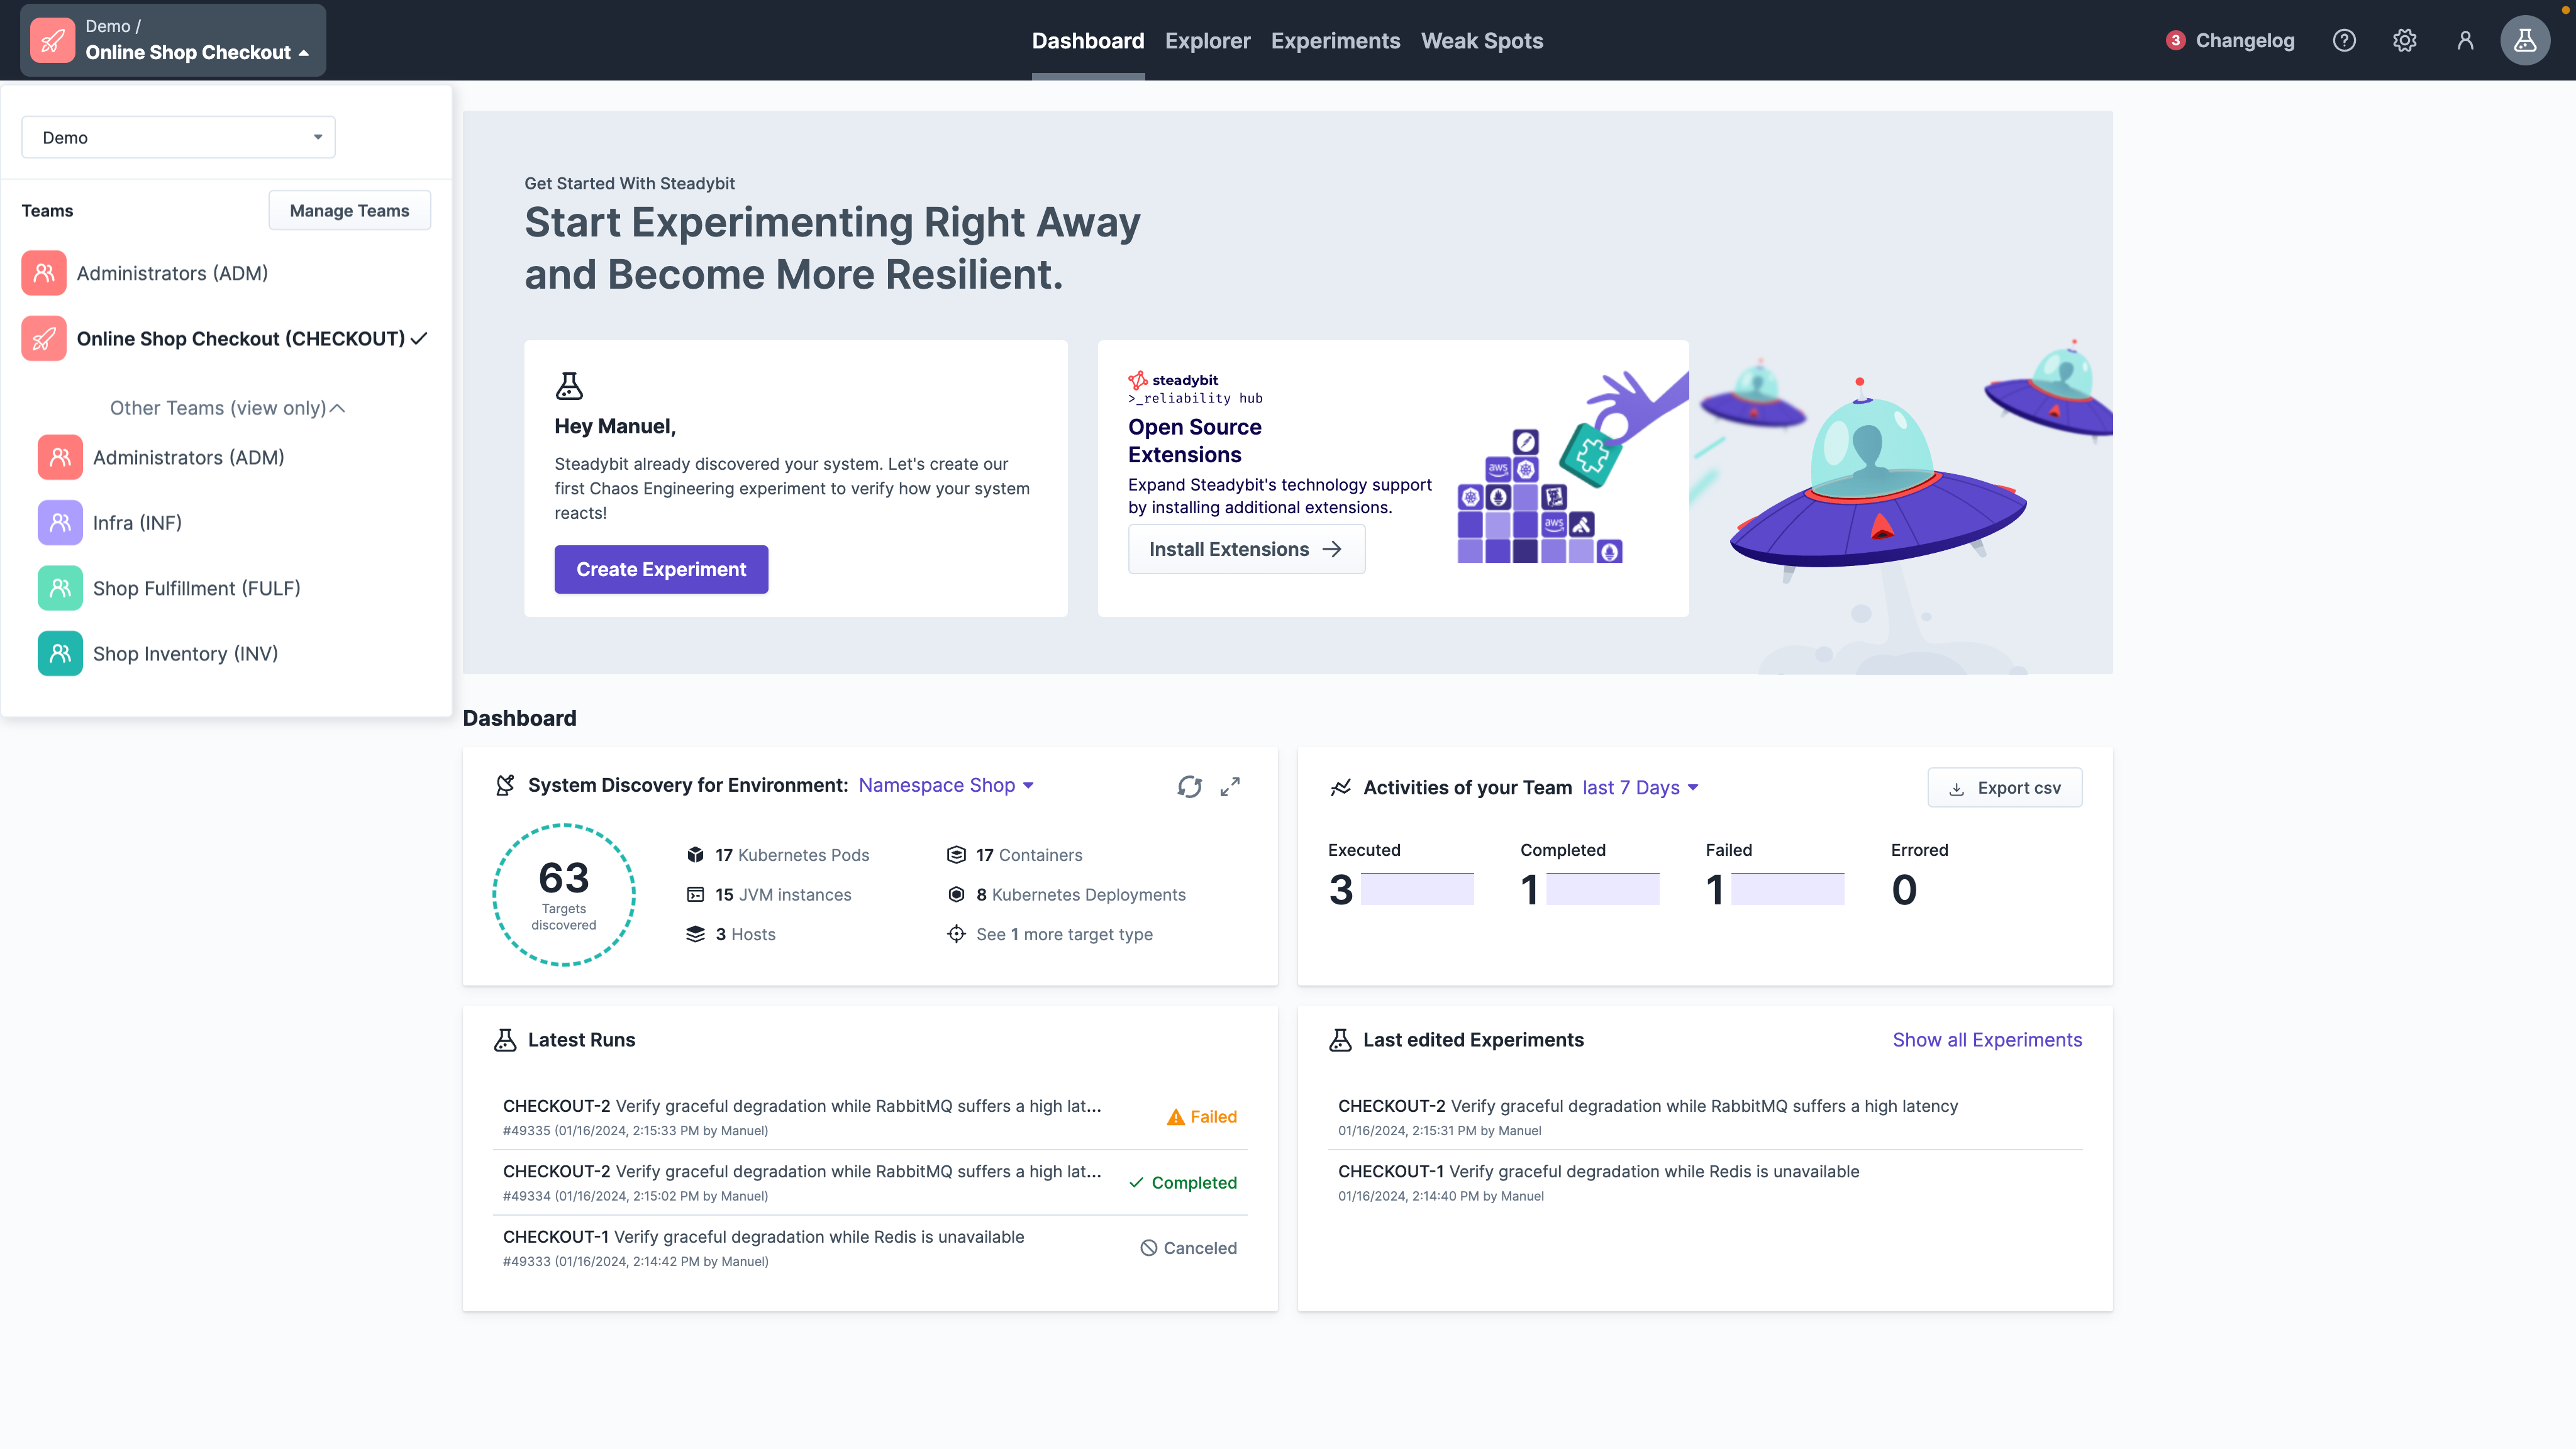 Demo /
Online Shop Checkout
Dashboard
Explorer
Experiments
Weak Spots
3
Changelog
Demo
Teams
Manage Teams
Administrators (ADM)
Online Shop Checkout (CHECKOUT)
Other Teams (view only)
Administrators (ADM)
Infra (INF)
Shop Fulfillment (FULF)
Shop Inventory (INV)
Get Started With Steadybit
Start Experimenting Right Away
and Become More Resilient.
Hey Manuel,
Steadybit already discovered your system. Let's create our
first Chaos Engineering experiment to verify how your system
reacts!
Create Experiment
steadybit
>_reliability hub
Open Source
Extensions
Expand Steadybit's technology support
by installing additional extensions.
Install Extensions
aws
aws
Dashboard
System Discovery for Environment: Namespace Shop
63
Targets
discovered
17 Kubernetes Pods
17 Containers
15 JVM instances
8 Kubernetes Deployments
3 Hosts
See 1 more target type
Activities of your Team last 7 Days
Export csv
Executed
Completed
Failed
Errored
3
1
1
0
Latest Runs
CHECKOUT-2 Verify graceful degradation while RabbitMQ suffers a high lat...
#49335 (01/16/2024, 2:15:33 PM by Manuel)
Failed
CHECKOUT-2 Verify graceful degradation while RabbitMQ suffers a high lat...
#49334 (01/16/2024, 2:15:02 PM by Manuel)
Completed
CHECKOUT-1 Verify graceful degradation while Redis is unavailable
#49333 (01/16/2024, 2:14:42 PM by Manuel)
Canceled
Last edited Experiments
Show all Experiments
CHECKOUT-2 Verify graceful degradation while RabbitMQ suffers a high latency
01/16/2024, 2:15:31 PM by Manuel
CHECKOUT-1 Verify graceful degradation while Redis is unavailable
01/16/2024, 2:14:40 PM by Manuel